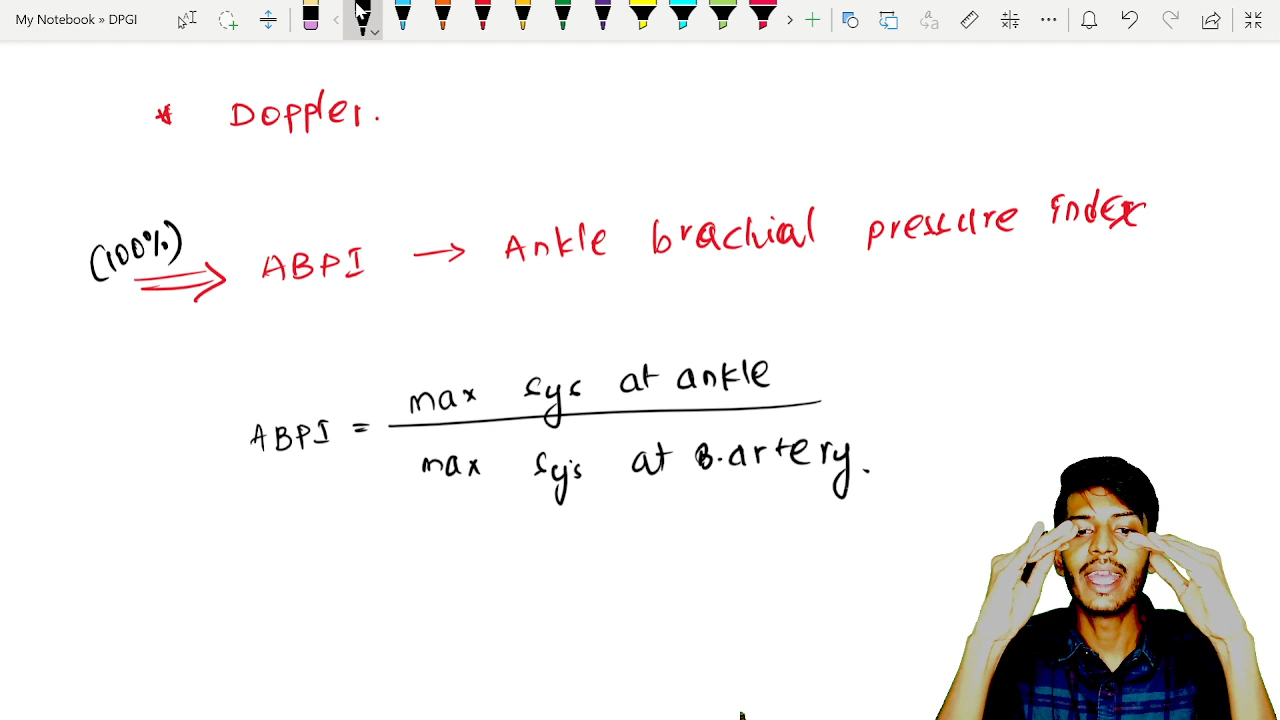 My Notebook » DPGI
* Doppler.
(100%) ⇒ ABPI → Ankle brachial pressure index
ABPI = max sys at ankle
max sys at B.artery.